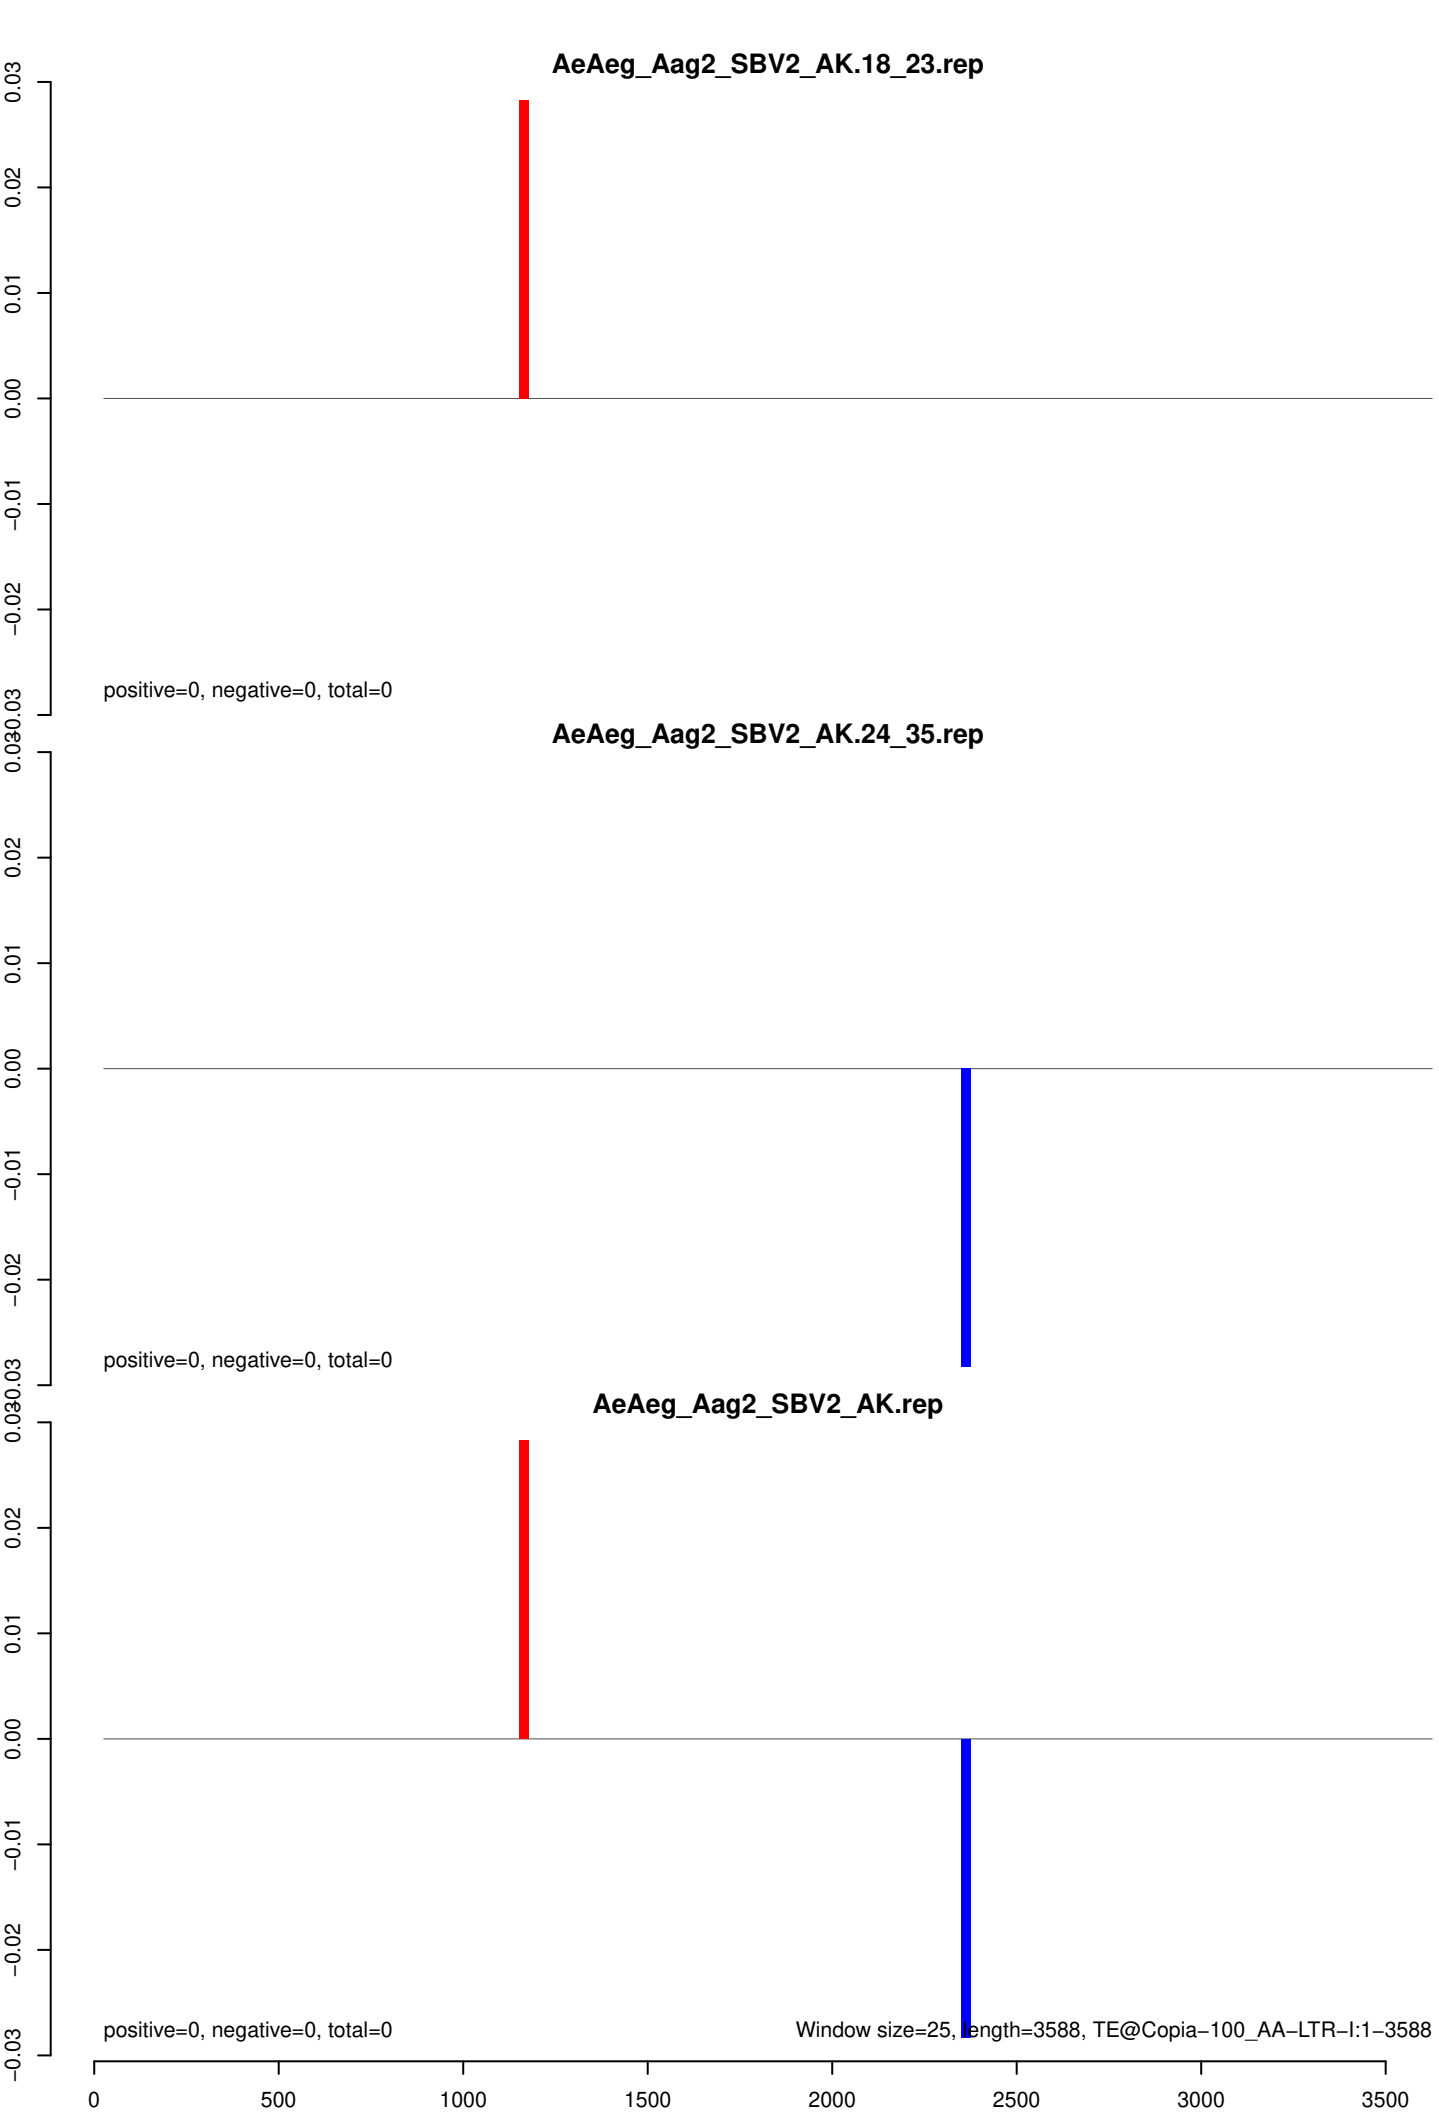 AeAeg_Aag2_SBV2_AK.18_23.rep
0.03
0.02
0.01
0.00
−0.01
−0.02
−0.03
positive=0, negative=0, total=0
AeAeg_Aag2_SBV2_AK.24_35.rep
0.03
0.02
0.01
0.00
−0.01
−0.02
−0.03
positive=0, negative=0, total=0
AeAeg_Aag2_SBV2_AK.rep
0.03
0.02
0.01
0.00
−0.01
−0.02
−0.03
positive=0, negative=0, total=0
Window size=25, length=3588, TE@Copia−100_AA−LTR−I:1−3588
0 500 1000 1500 2000 2500 3000 3500